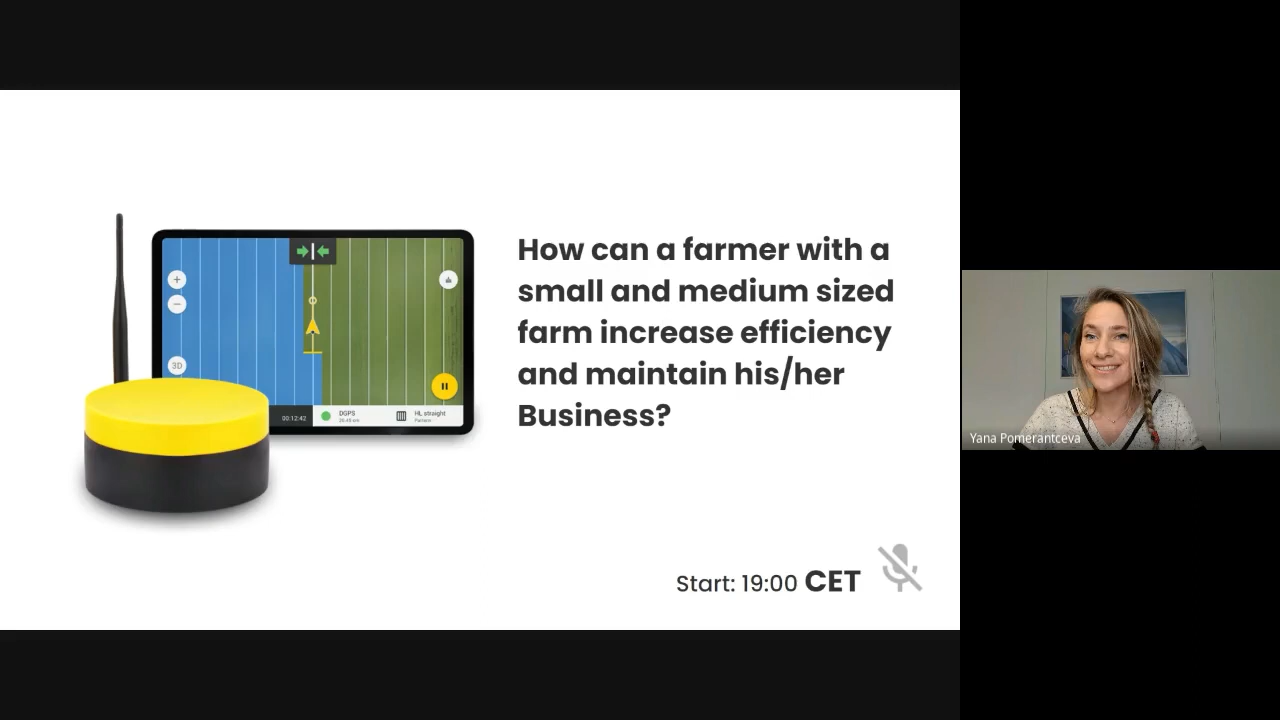 How can a farmer with a
small and medium sized
farm increase efficiency
and maintain his/her
Business?
+
−
3D
00:12:42
DGPS
HL straight
Pattern
Start: 19:00 CET
Yana Pomerantceva